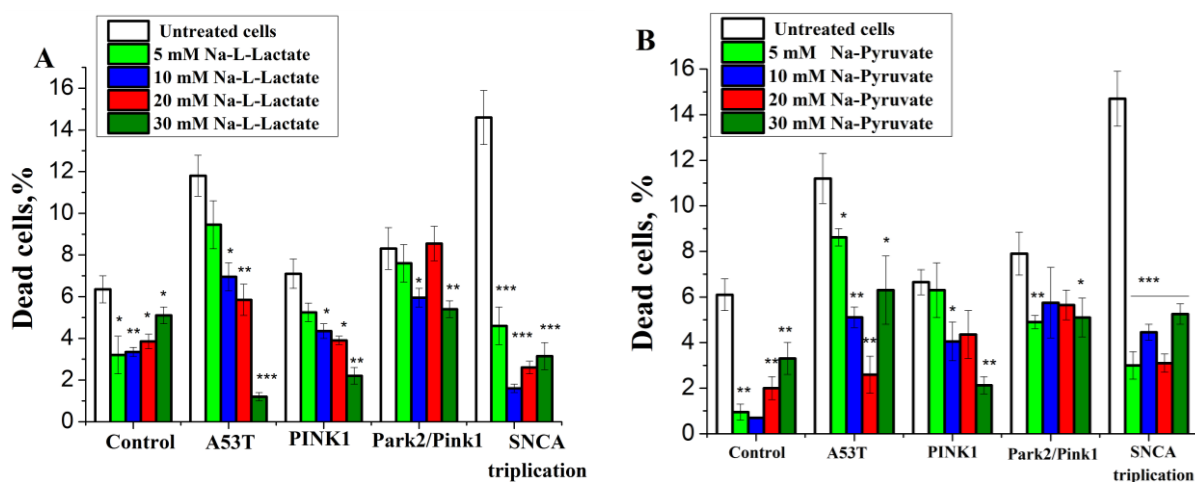 A
Untreated cells
5 mM Na-L-Lactate
10 mM Na-L-Lactate
20 mM Na-L-Lactate
30 mM Na-L-Lactate
Dead cells,%
16
14
12
10
8
6
4
2
0
*
**
*
*
*
**
***
*
*
**
*
**
***
***
***
Control
A53T
PINK1
Park2/Pink1
SNCA
triplication
B
Untreated cells
5 mM Na-Pyruvate
10 mM Na-Pyruvate
20 mM Na-Pyruvate
30 mM Na-Pyruvate
Dead cells, %
16
14
12
10
8
6
4
2
0
**
**
**
*
**
**
*
*
**
**
*
***
Control
A53T
PINK1
Park2/Pink1
SNCA
triplication